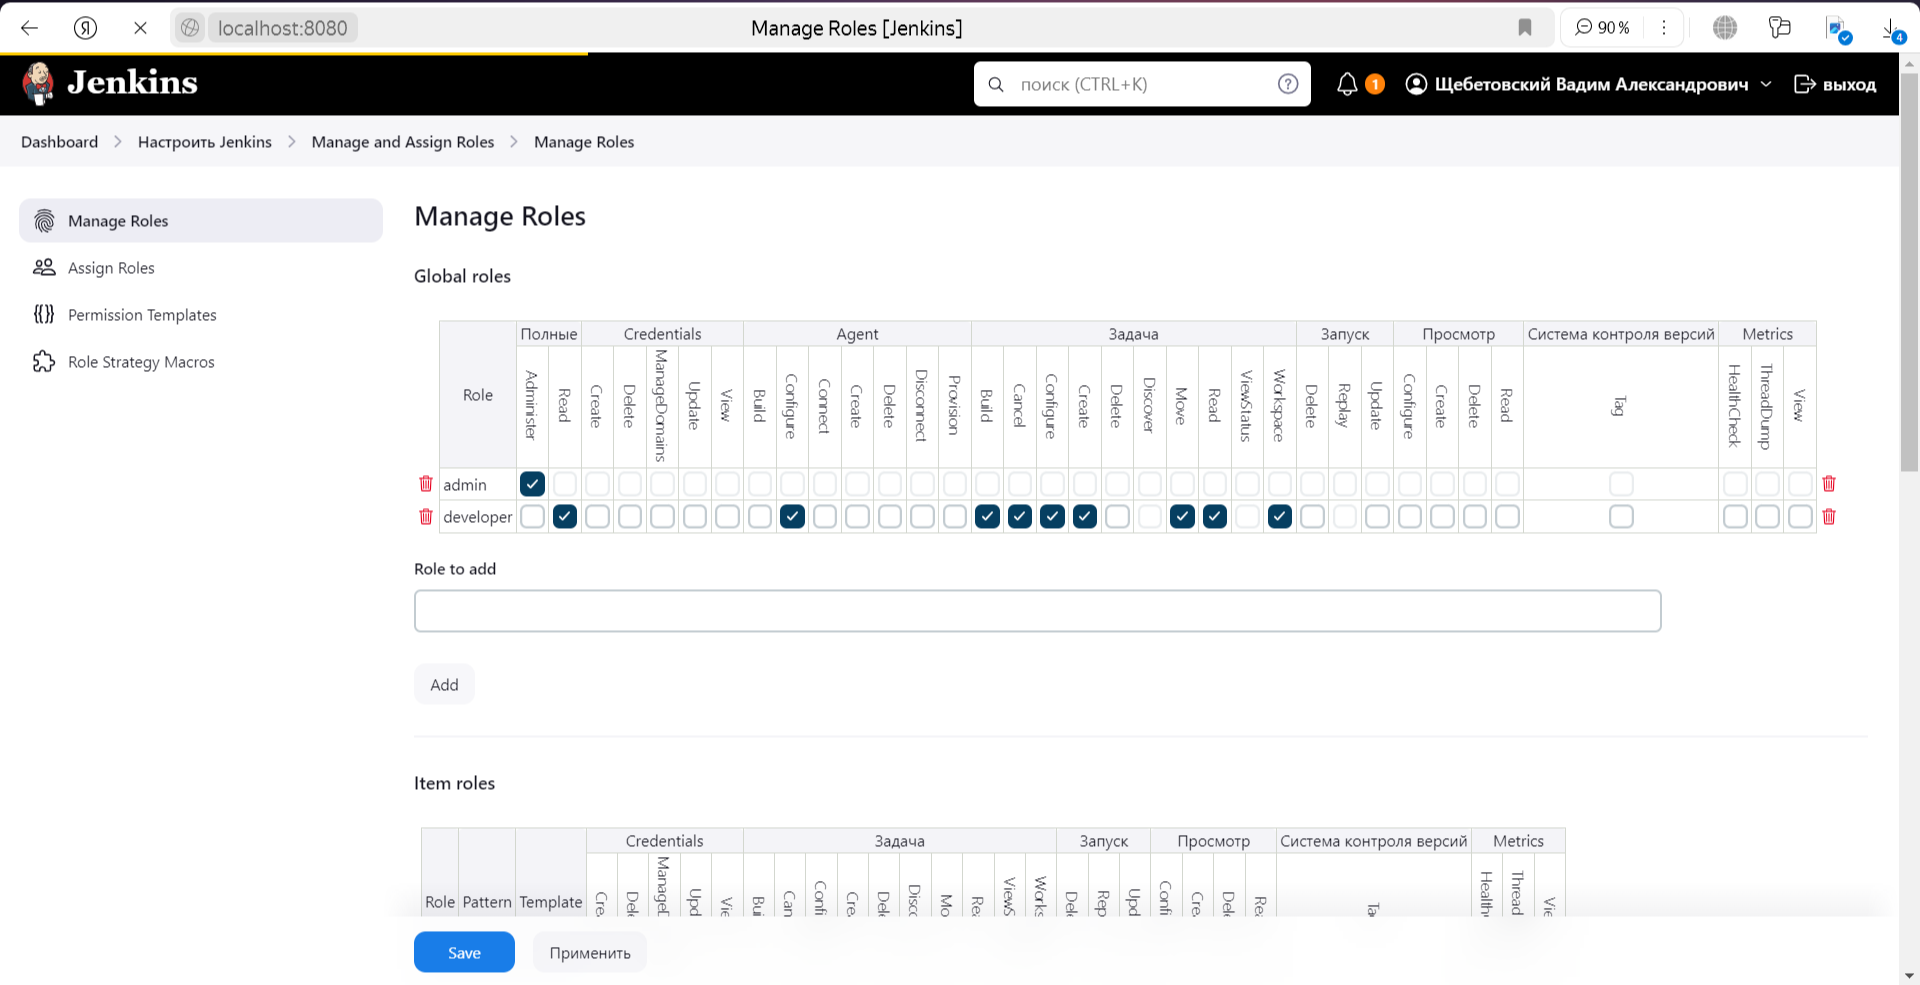 localhost:8080
Manage Roles [Jenkins]
90 %
4
Jenkins
поиск (CTRL+K)
1
Щебетовский Вадим Александрович
выход
Dashboard
Настроить Jenkins
Manage and Assign Roles
Manage Roles
Manage Roles
Assign Roles
Permission Templates
Role Strategy Macros
Manage Roles
Global roles
Role
Полные Credentials Agent Задача Запуск Просмотр Система контроля версий Metrics
Administer Read Create Delete ManageDomains Update View Build Configure Connect Create Delete Disconnect Provision Build Cancel Configure Create Delete Discover Move Read ViewStatus Workspace Delete Replay Update Configure Create Delete Read Tag HealthCheck ThreadDump View
admin
developer
Role to add
Add
Item roles
Credentials Задача Запуск Просмотр Система контроля версий Metrics
Role Pattern Template
Save
Применить